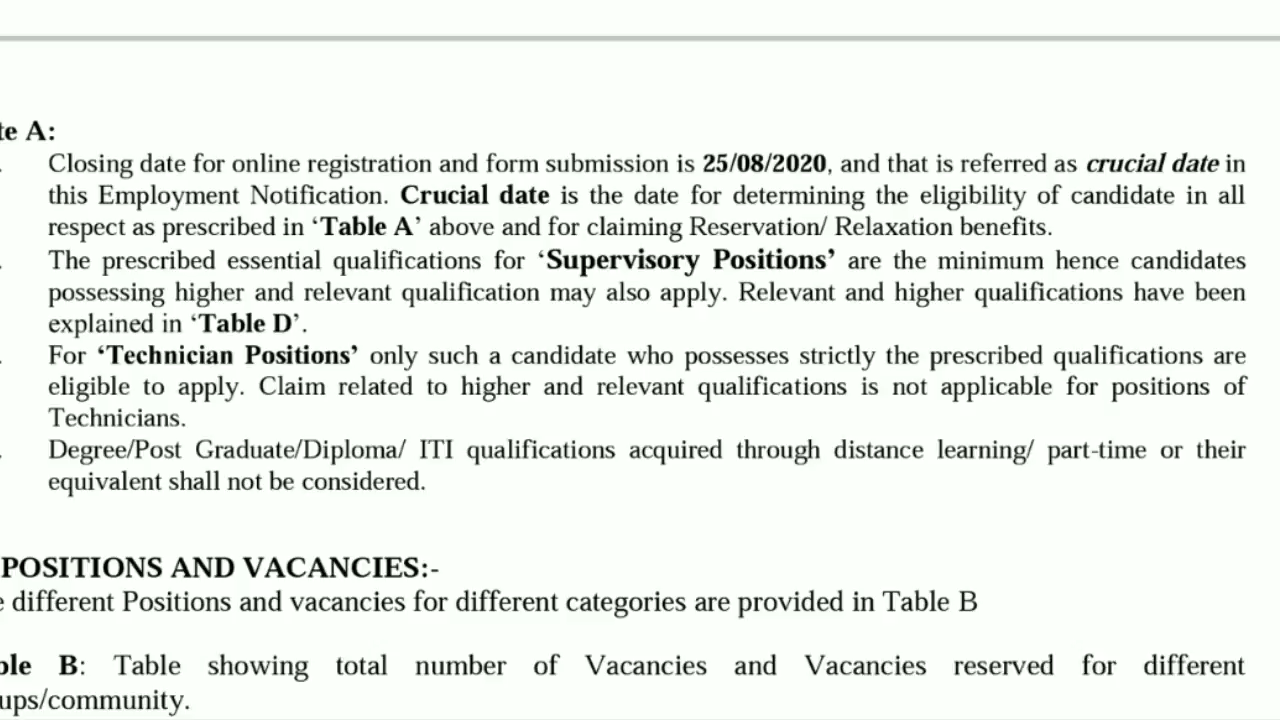 te A:
Closing date for online registration and form submission is 25/08/2020, and that is referred as crucial date in
this Employment Notification. Crucial date is the date for determining the eligibility of candidate in all
respect as prescribed in ‘Table A’ above and for claiming Reservation/ Relaxation benefits.
The prescribed essential qualifications for ‘Supervisory Positions’ are the minimum hence candidates
possessing higher and relevant qualification may also apply. Relevant and higher qualifications have been
explained in ‘Table D’.
For ‘Technician Positions’ only such a candidate who possesses strictly the prescribed qualifications are
eligible to apply. Claim related to higher and relevant qualifications is not applicable for positions of
Technicians.
Degree/Post Graduate/Diploma/ ITI qualifications acquired through distance learning/ part-time or their
equivalent shall not be considered.
POSITIONS AND VACANCIES:-
e different Positions and vacancies for different categories are provided in Table B
ble B: Table showing total number of Vacancies and Vacancies reserved for different
ups/community.